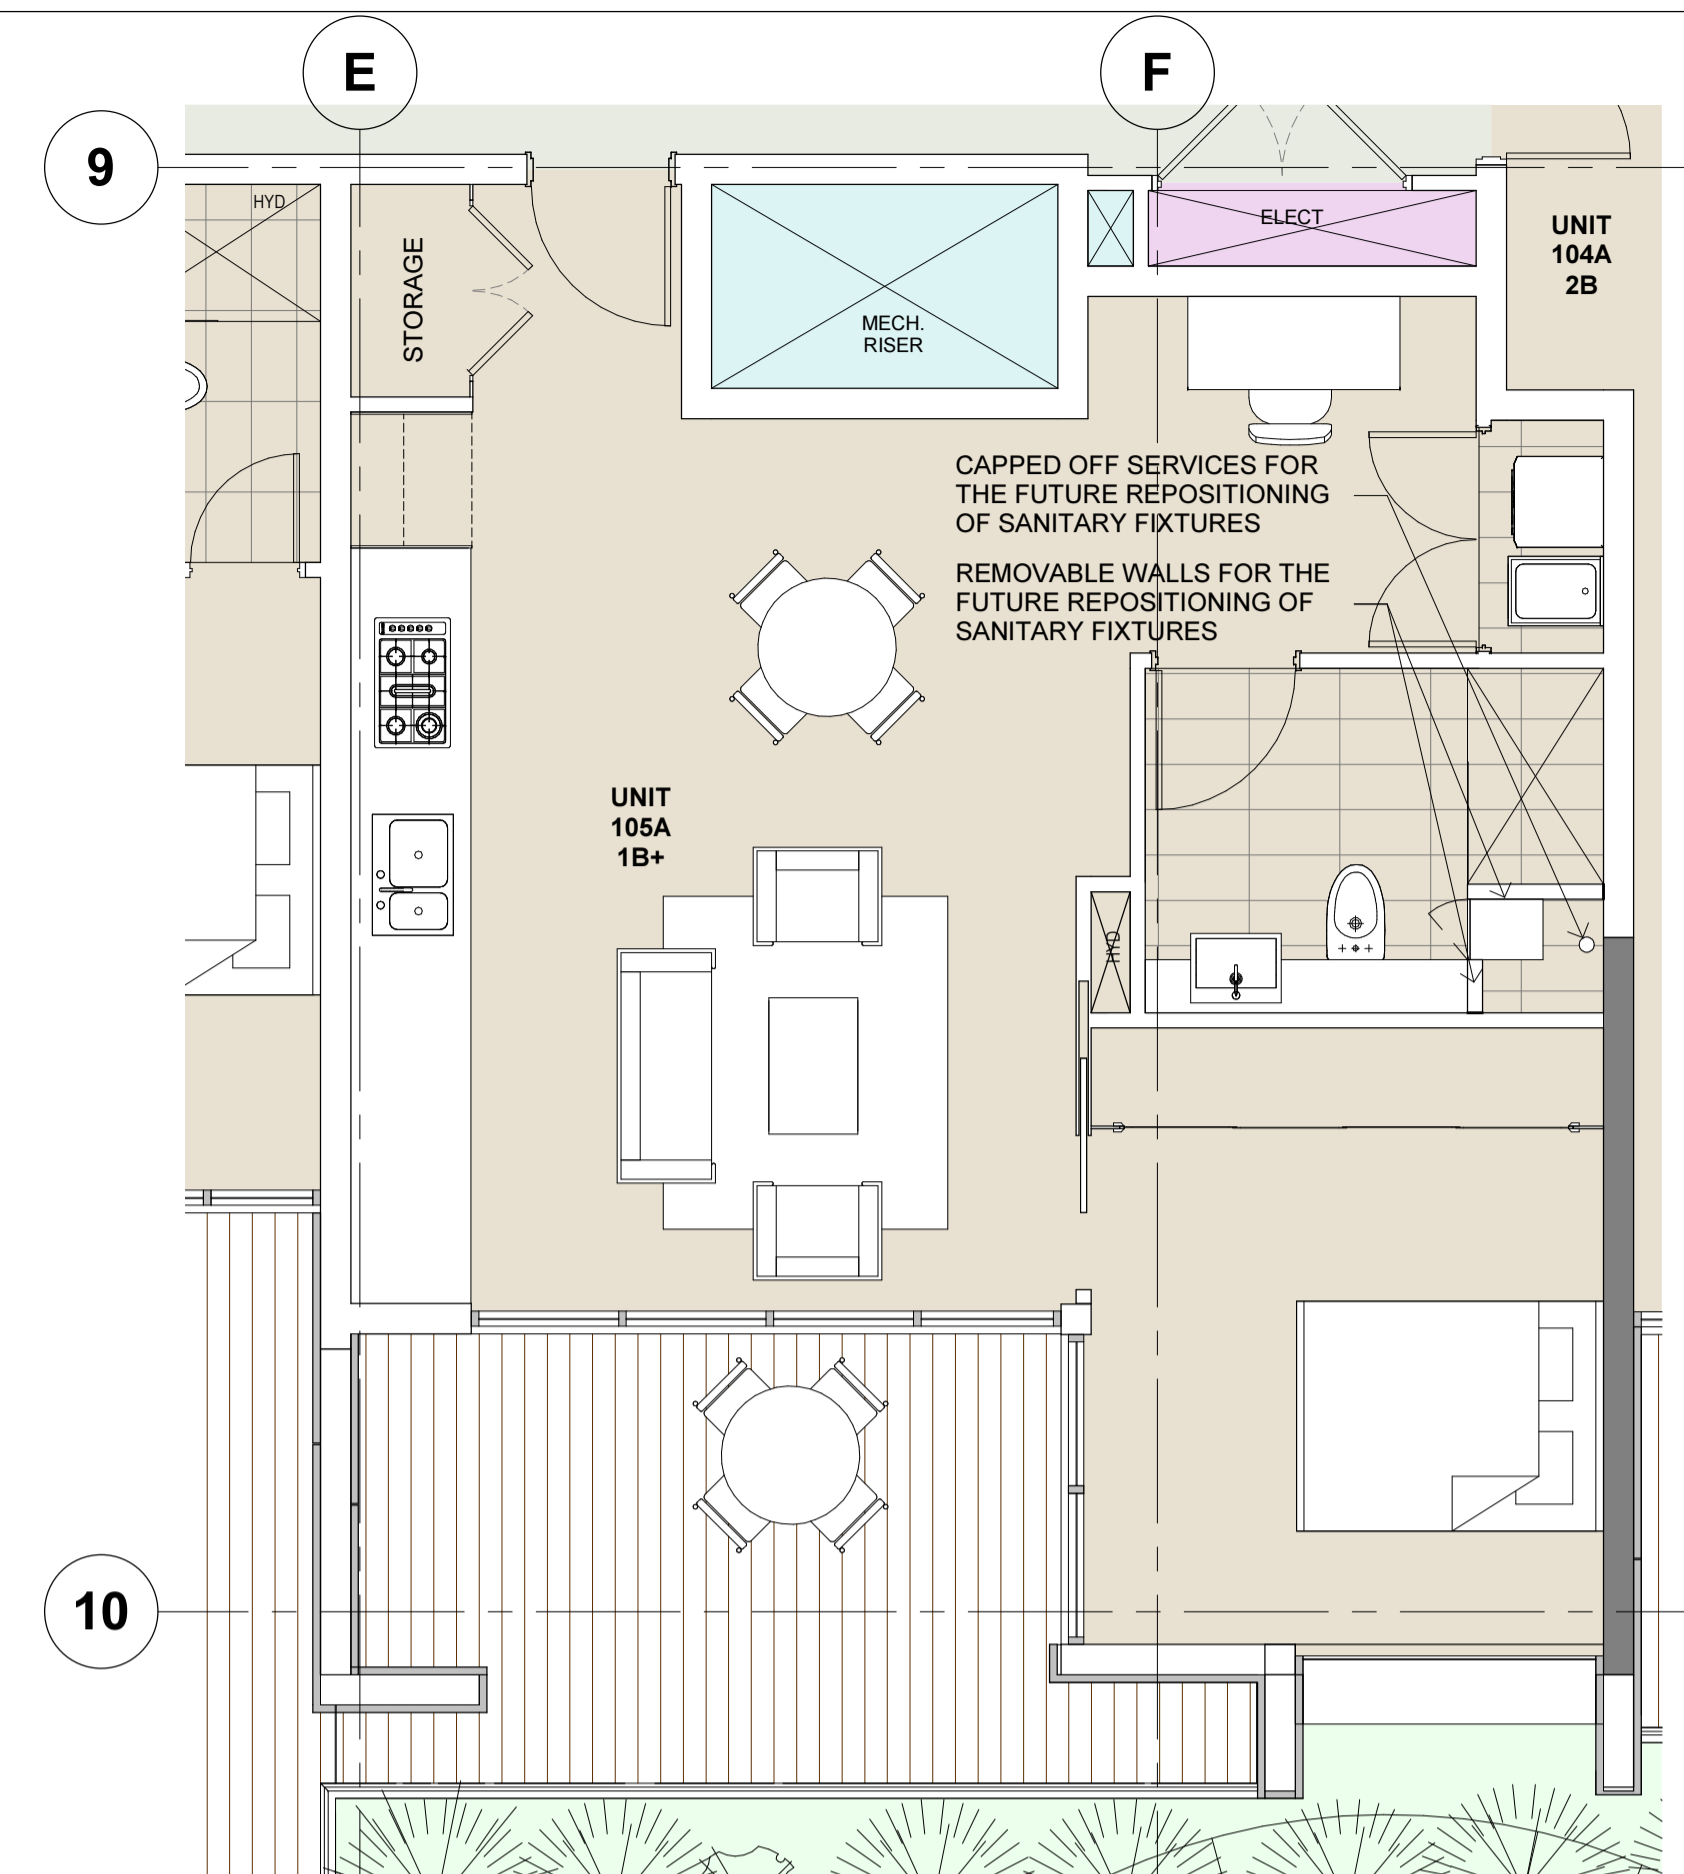 E
F
9
HYD
STORAGE
MECH.
RISER
ELECT
UNIT
104A
2B
CAPPED OFF SERVICES FOR
THE FUTURE REPOSITIONING
OF SANITARY FIXTURES
REMOVABLE WALLS FOR THE
FUTURE REPOSITIONING OF
SANITARY FIXTURES
UNIT
105A
1B+
HYD
10